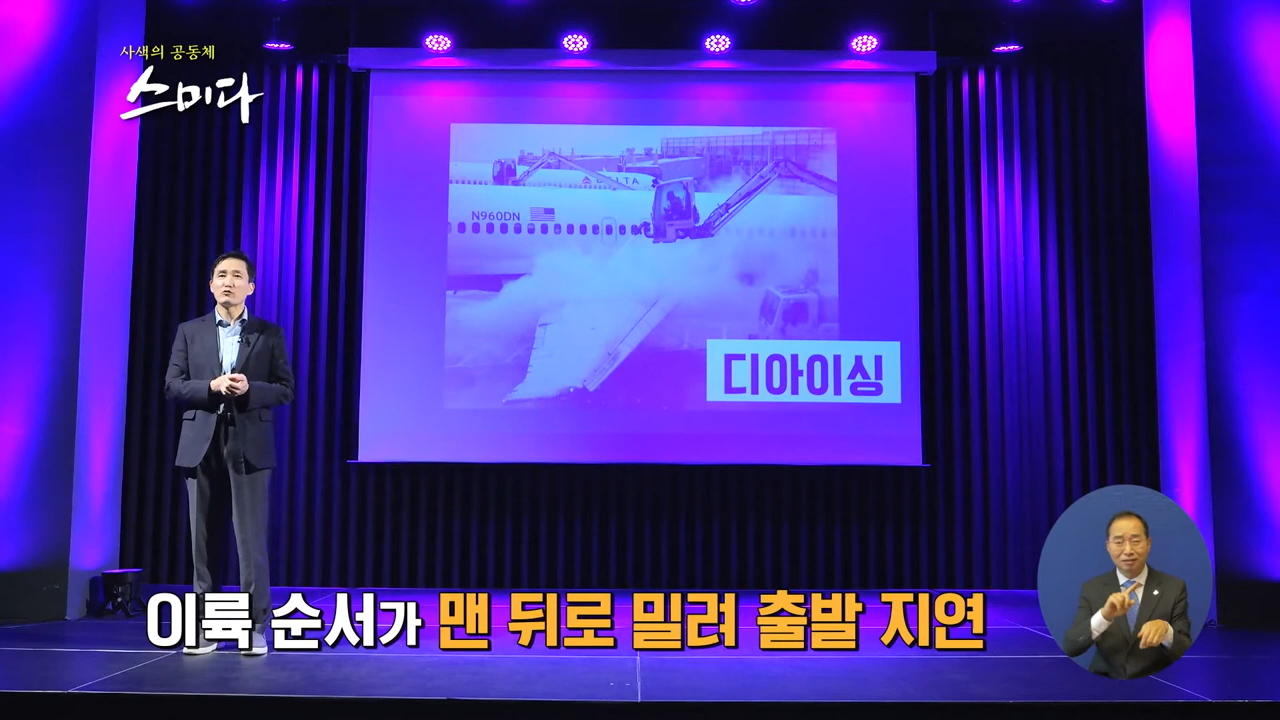 사색의 공동체
스미다
DELTA
N960DN
디아이싱
이륙 순서가 맨 뒤로 밀려 출발 지연